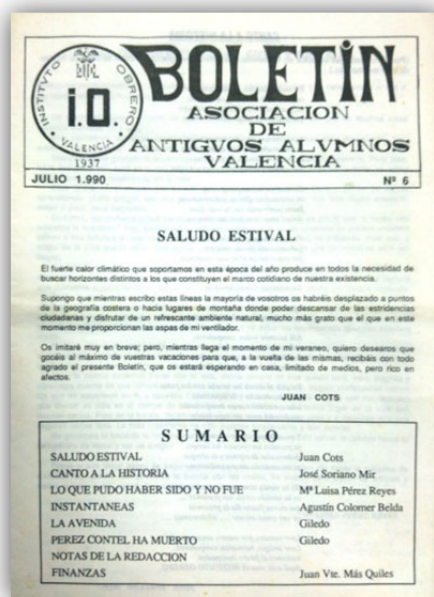 INSTITVTO OBRERO
I.O.
VALENCIA
1937
BOLETÍN
ASOCIACION
DE
ANTIGVOS ALVMNOS
VALENCIA
JULIO 1.990 Nº 6
SALUDO ESTIVAL
El fuerte calor climático que soportamos en esta época del año produce en todos la necesidad de
buscar horizontes distintos a los que constituyen el marco cotidiano de nuestra existencia.
Supongo que mientras escribo estas líneas la mayoría de vosotros os habréis desplazado a puntos
de la geografía costera o hacia lugares de montaña donde poder descansar de las estridencias
ciudadanas y disfrutar de un refrescante ambiente natural, mucho más grato que el que en este
momento me proporcionan las aspas de mi ventilador.
Os imitaré muy en breve; pero, mientras llega el momento de mi veraneo, quiero desearos que
gocéis al máximo de vuestras vacaciones para que, a la vuelta de las mismas, recibáis con todo
agrado el presente Boletín, que os estará esperando en casa, limitado de medios, pero rico en
afectos.
JUAN COTS
SUMARIO
SALUDO ESTIVAL Juan Cots
CANTO A LA HISTORIA José Soriano Mir
LO QUE PUDO HABER SIDO Y NO FUE Mª Luisa Pérez Reyes
INSTANTANEAS Agustín Colomer Belda
LA AVENIDA Giledo
PEREZ CONTEL HA MUERTO Giledo
NOTAS DE LA REDACCION
FINANZAS Juan Vte. Más Quiles